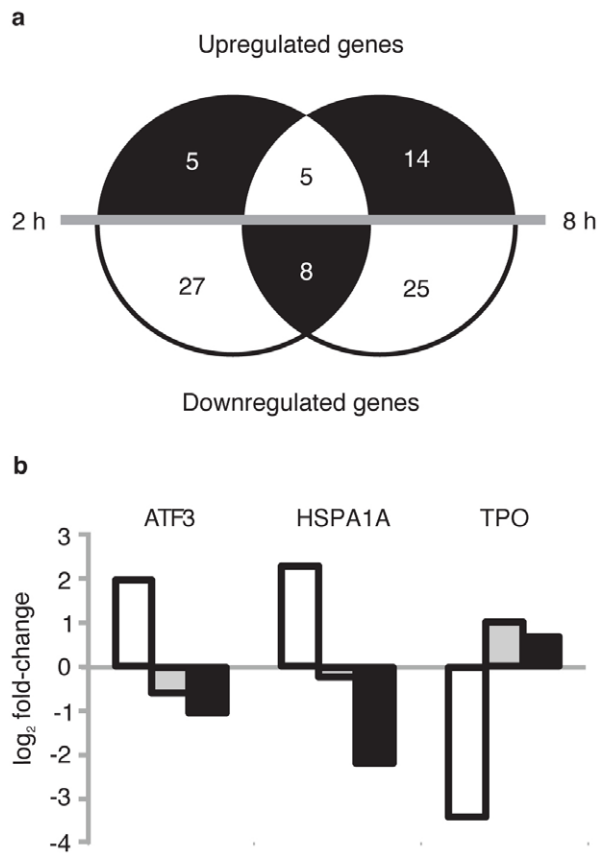 a
Upregulated genes
5
5
14
2 h
8 h
27
8
25
Downregulated genes
b
ATF3 HSPA1A TPO
3
2
1
0
-1
-2
-3
-4
log₂ fold-change